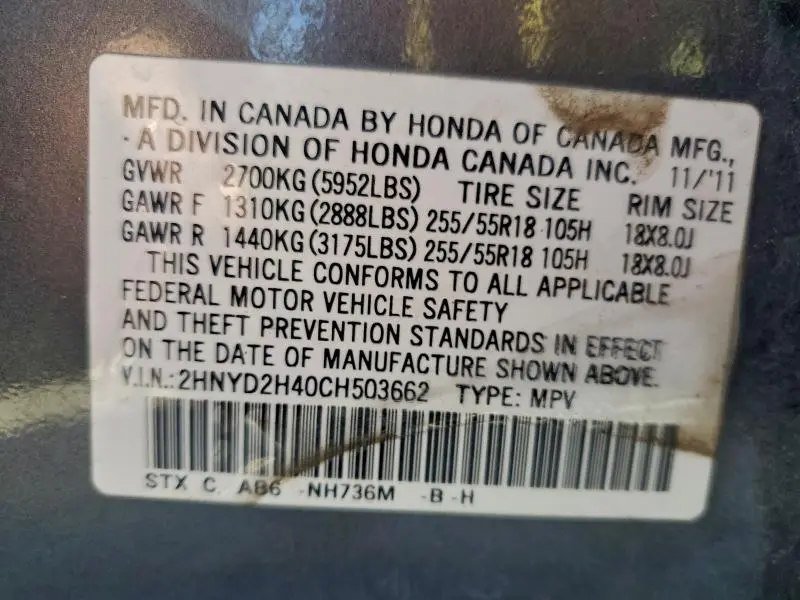 MFD. IN CANADA BY HONDA OF CANADA MFG.,
· A DIVISION OF HONDA CANADA INC. 11/'11
GVWR 2700KG (5952LBS) TIRE SIZE RIM SIZE
GAWR F 1310KG (2888LBS) 255/55R18 105H 18X8.0J
GAWR R 1440KG (3175LBS) 255/55R18 105H 18X8.0J
THIS VEHICLE CONFORMS TO ALL APPLICABLE
FEDERAL MOTOR VEHICLE SAFETY
AND THEFT PREVENTION STANDARDS IN EFFECT
ON THE DATE OF MANUFACTURE SHOWN ABOVE.
V.I.N.: 2HNYD2H40CH503662 TYPE: MPV
STX C. AB6 -NH736M -B -H